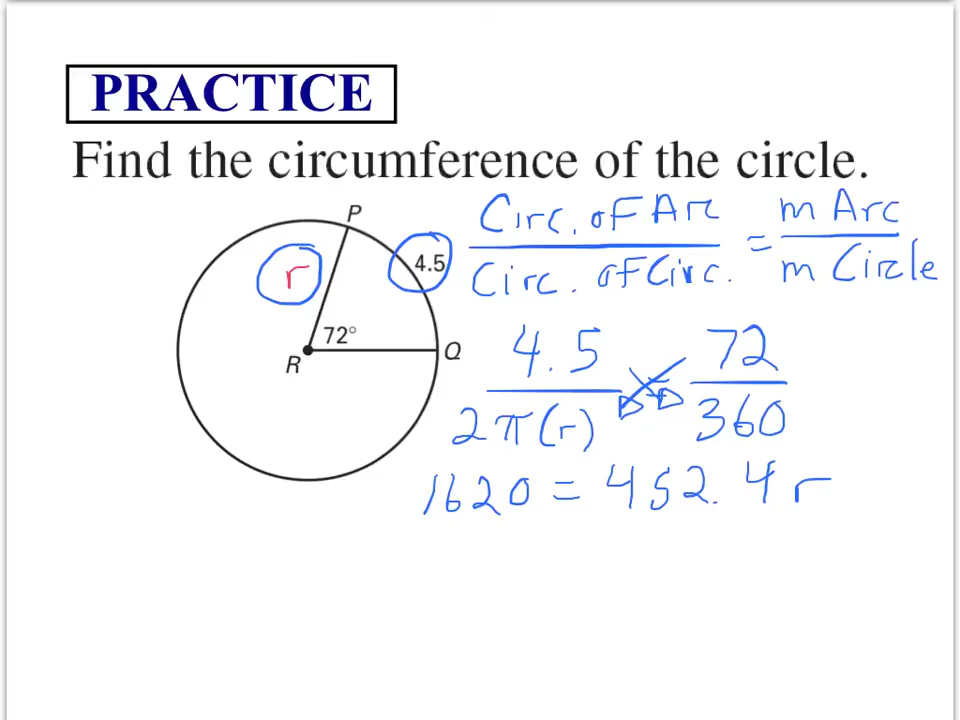 PRACTICE
Find the circumference of the circle.
P
Circ. of Arc = m Arc
Circ. of Circ. m Circle
r
4.5
72°
R
Q
4.5 = 72
2π(r) 360
1620 = 452.4 r